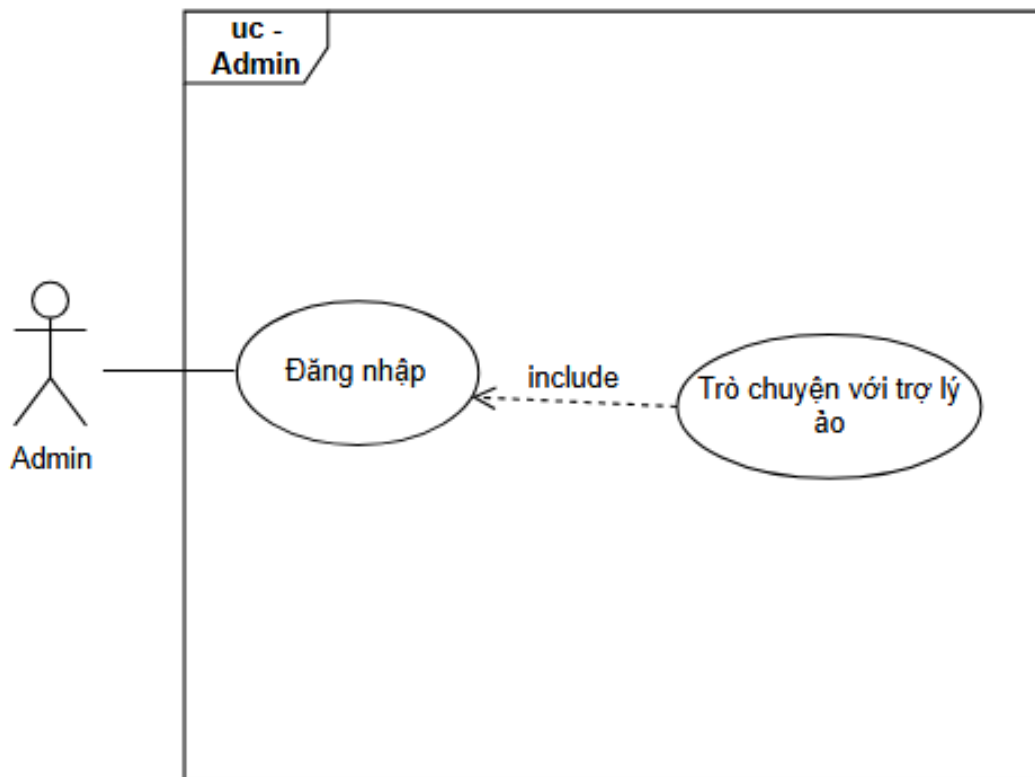 uc -
Admin
Đăng nhập
include
Trò chuyện với trợ lý
ảo
Admin